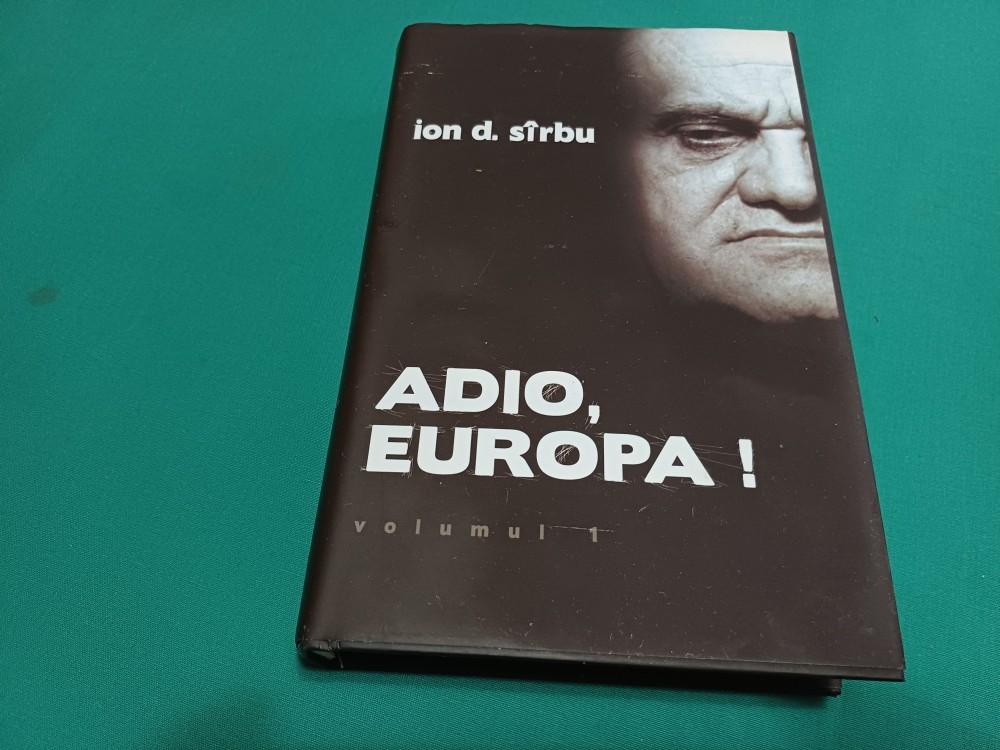 ion d. sîrbu
ADIO,
EUROPA !
volumul 1